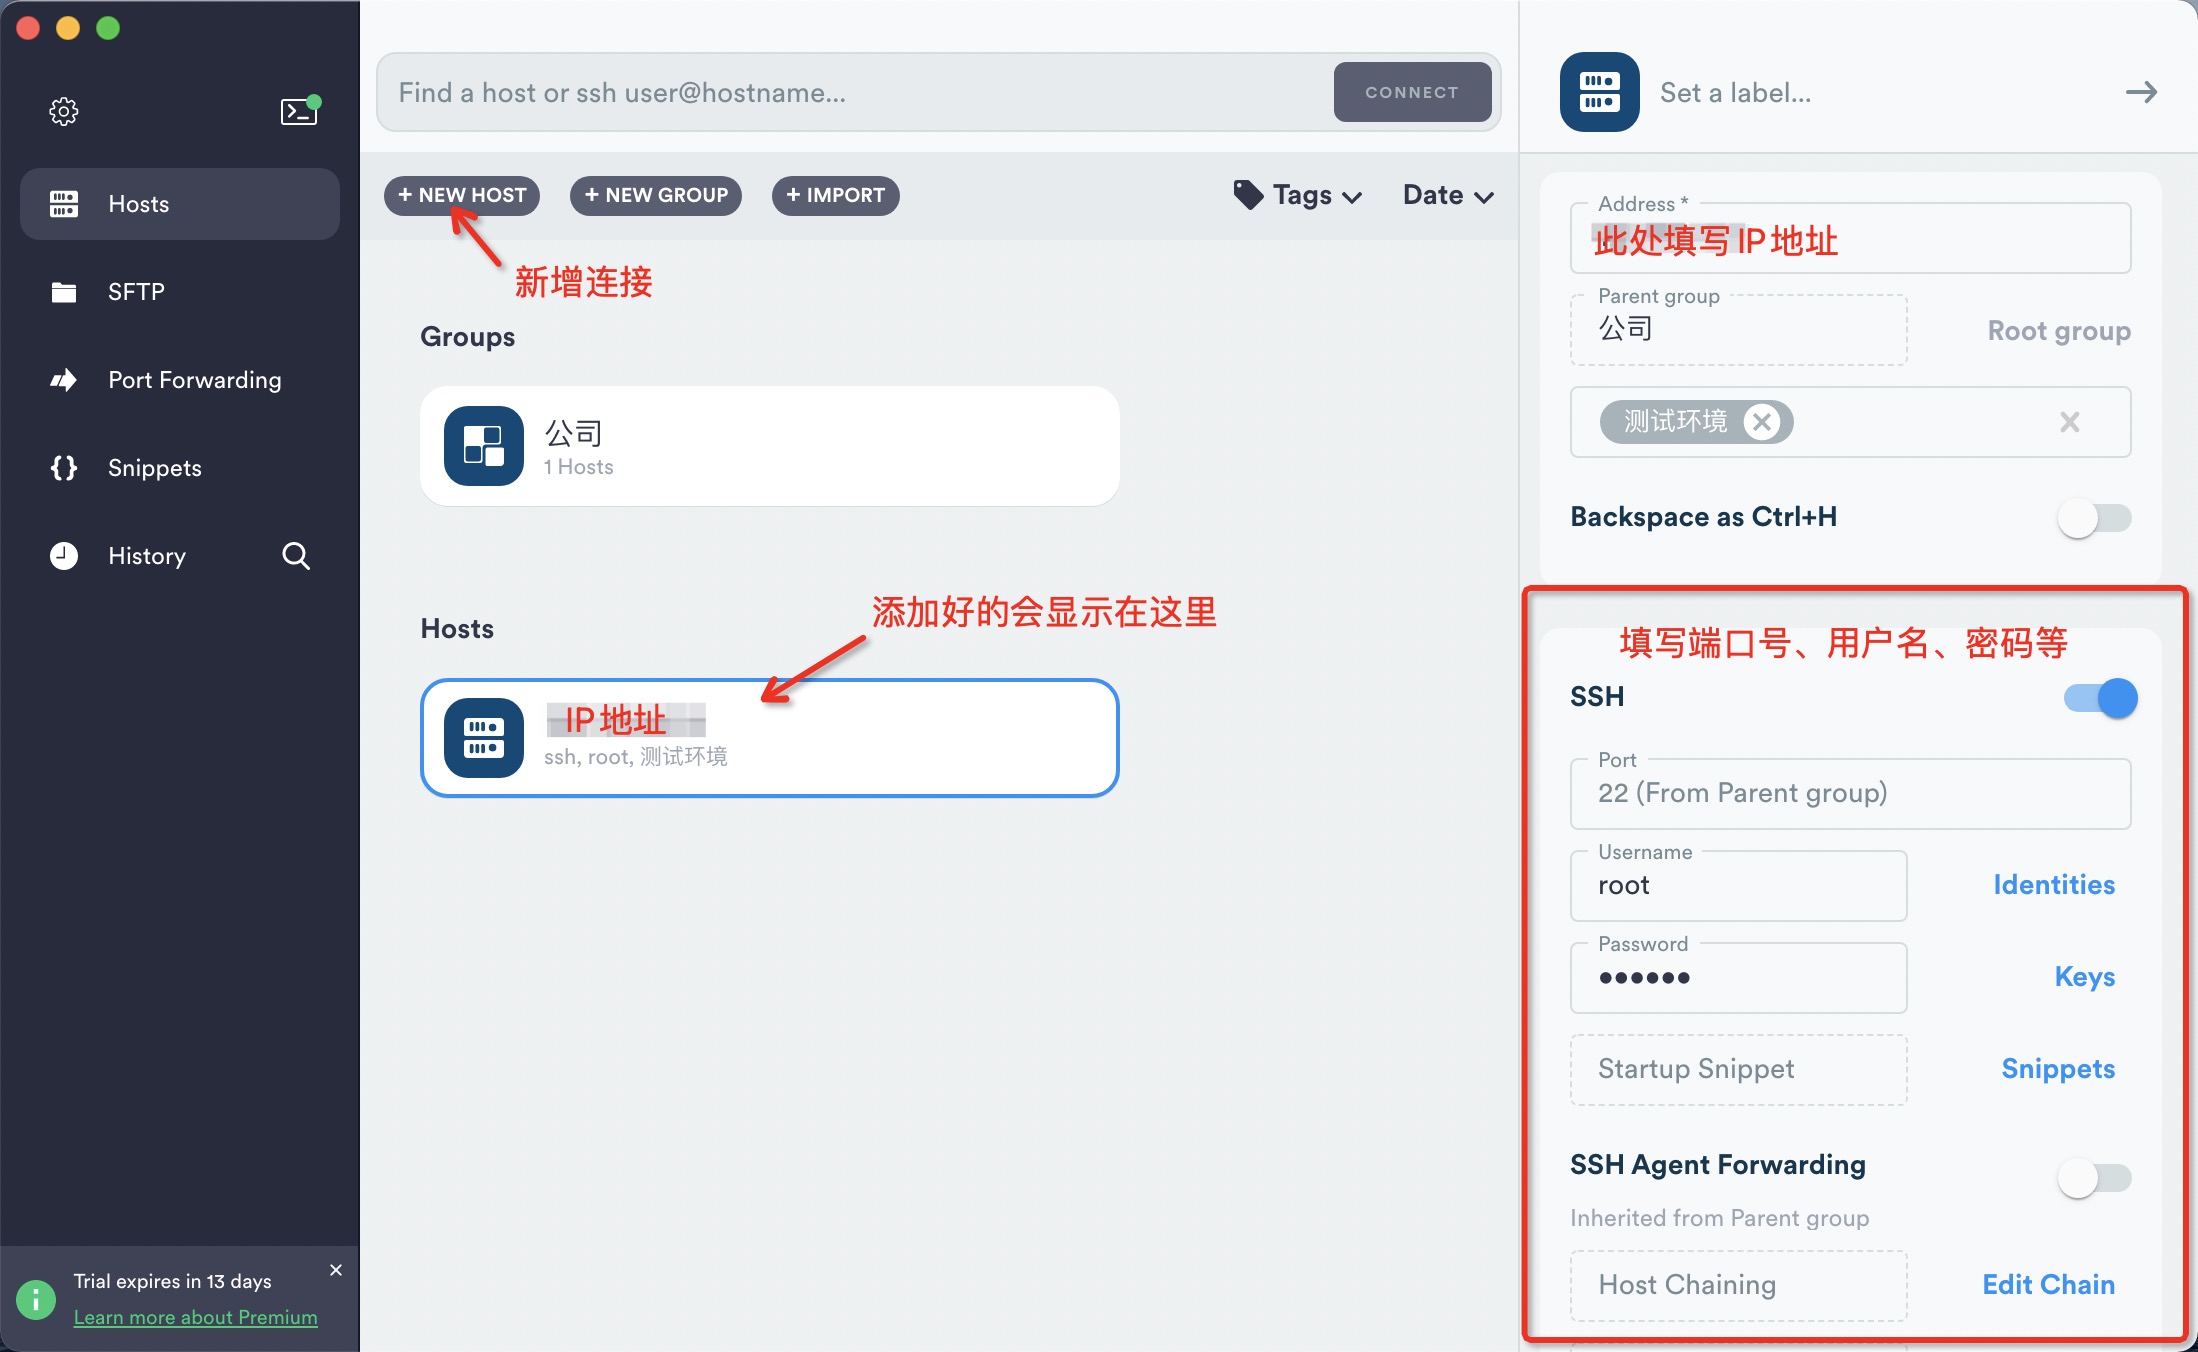 Hosts
SFTP
Port Forwarding
Snippets
History
Trial expires in 13 days
Learn more about Premium
Find a host or ssh user@hostname...
CONNECT
+ NEW HOST
+ NEW GROUP
+ IMPORT
Tags
Date
新增连接
Groups
公司
1 Hosts
添加好的会显示在这里
Hosts
IP地址
ssh, root, 测试环境
Set a label...
Address *
此处填写IP地址
Parent group
公司
Root group
测试环境
Backspace as Ctrl+H
填写端口号、用户名、密码等
SSH
Port
22 (From Parent group)
Username
root
Identities
Password
••••••
Keys
Startup Snippet
Snippets
SSH Agent Forwarding
Inherited from Parent group
Host Chaining
Edit Chain